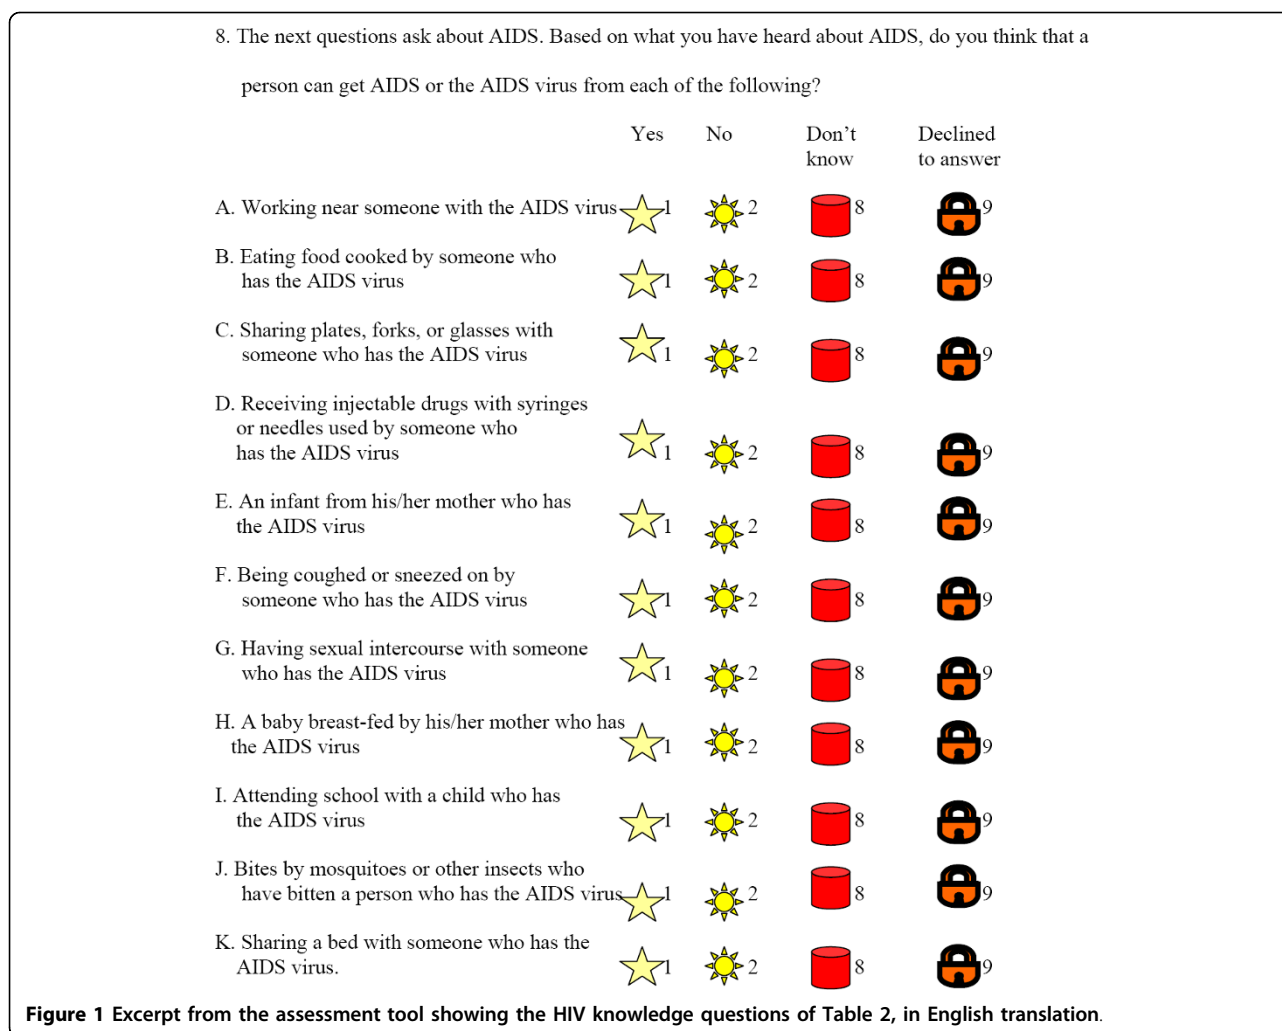 8. The next questions ask about AIDS. Based on what you have heard about AIDS, do you think that a
person can get AIDS or the AIDS virus from each of the following?
Yes No Don't Declined
know to answer
A. Working near someone with the AIDS virus 1 2 8 9
B. Eating food cooked by someone who
has the AIDS virus 1 2 8 9
C. Sharing plates, forks, or glasses with
someone who has the AIDS virus 1 2 8 9
D. Receiving injectable drugs with syringes
or needles used by someone who
has the AIDS virus 1 2 8 9
E. An infant from his/her mother who has
the AIDS virus 1 2 8 9
F. Being coughed or sneezed on by
someone who has the AIDS virus 1 2 8 9
G. Having sexual intercourse with someone
who has the AIDS virus 1 2 8 9
H. A baby breast-fed by his/her mother who has
the AIDS virus 1 2 8 9
I. Attending school with a child who has
the AIDS virus 1 2 8 9
J. Bites by mosquitoes or other insects who
have bitten a person who has the AIDS virus 1 2 8 9
K. Sharing a bed with someone who has the
AIDS virus. 1 2 8 9
Figure 1 Excerpt from the assessment tool showing the HIV knowledge questions of Table 2, in English translation.